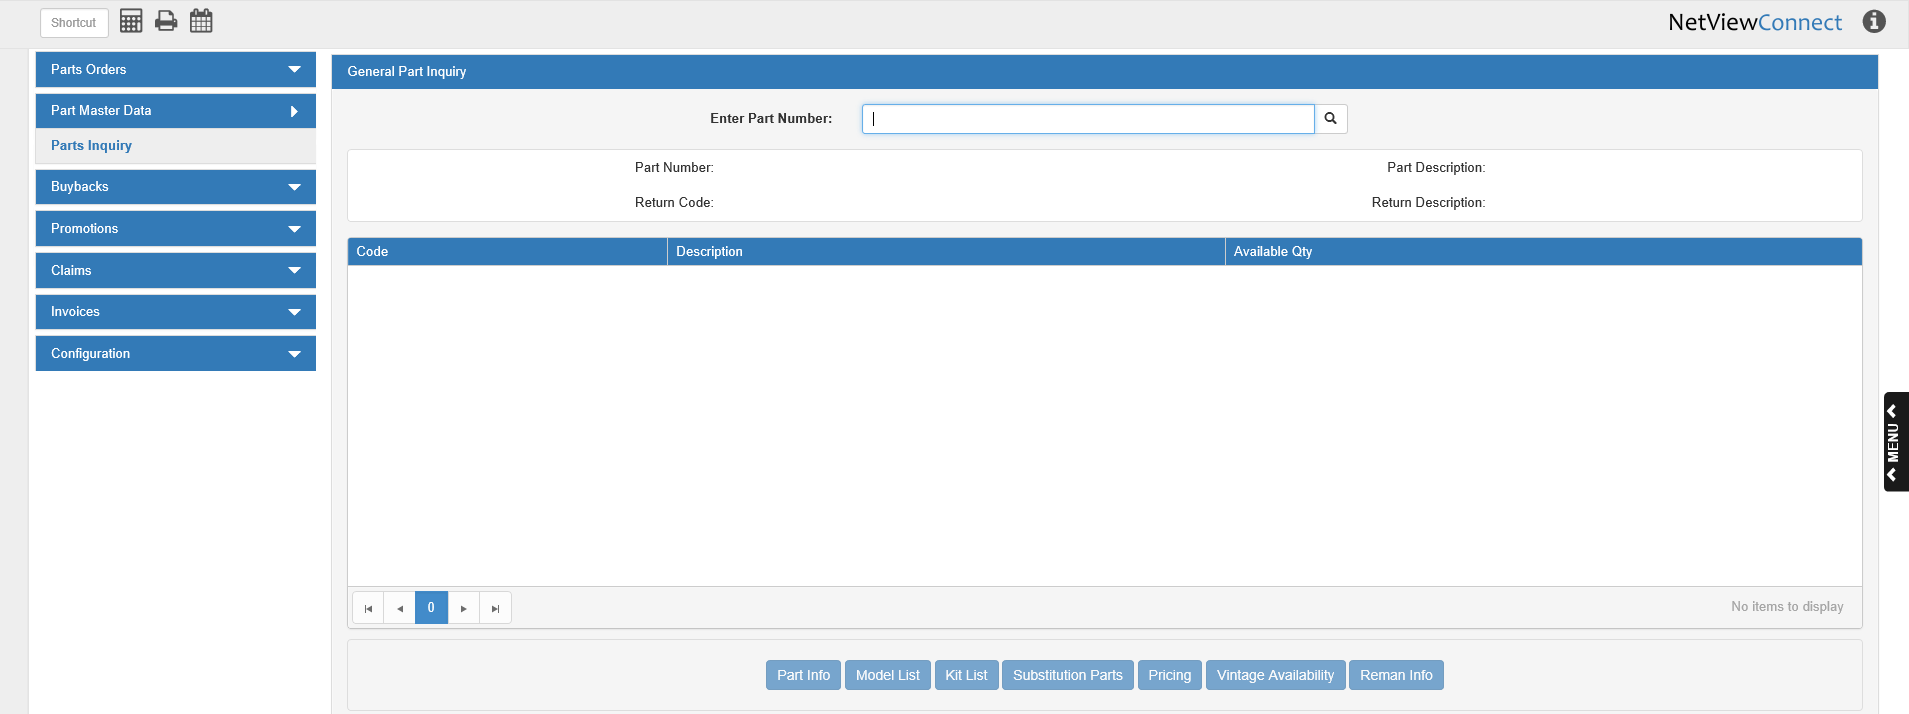 Shortcut
NetViewConnect
Parts Orders
Part Master Data
Parts Inquiry
Buybacks
Promotions
Claims
Invoices
Configuration
General Part Inquiry
Enter Part Number:
Part Number: Part Description:
Return Code: Return Description:
Code Description Available Qty
0 No items to display
Part Info Model List Kit List Substitution Parts Pricing Vintage Availability Reman Info
MENU